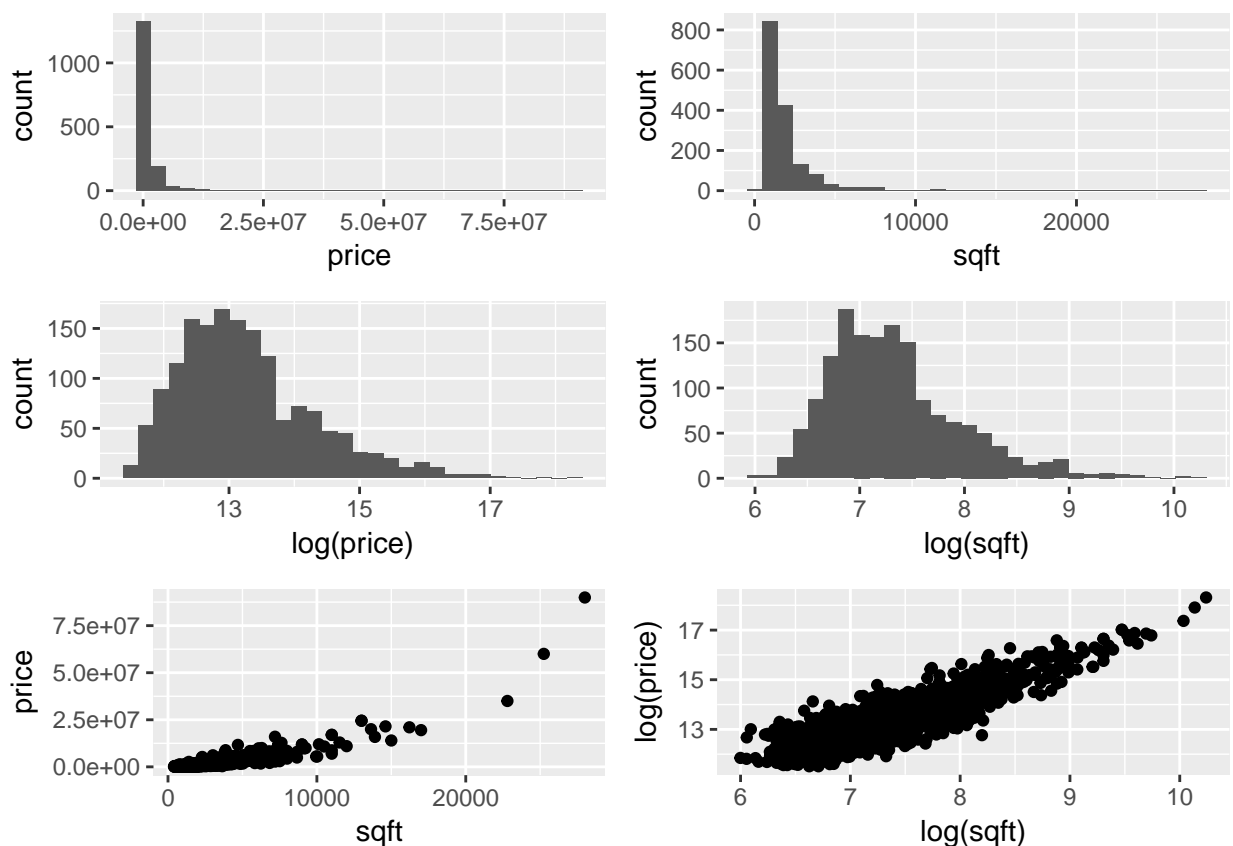 1000
500
0
count
0.0e+00 2.5e+07 5.0e+07 7.5e+07
price
800
600
400
200
0
count
0 10000 20000
sqft
150
100
50
0
count
13 15 17
log(price)
150
100
50
0
count
6 7 8 9 10
log(sqft)
7.5e+07
5.0e+07
2.5e+07
0.0e+00
price
0 10000 20000
sqft
17
15
13
log(price)
6 7 8 9 10
log(sqft)